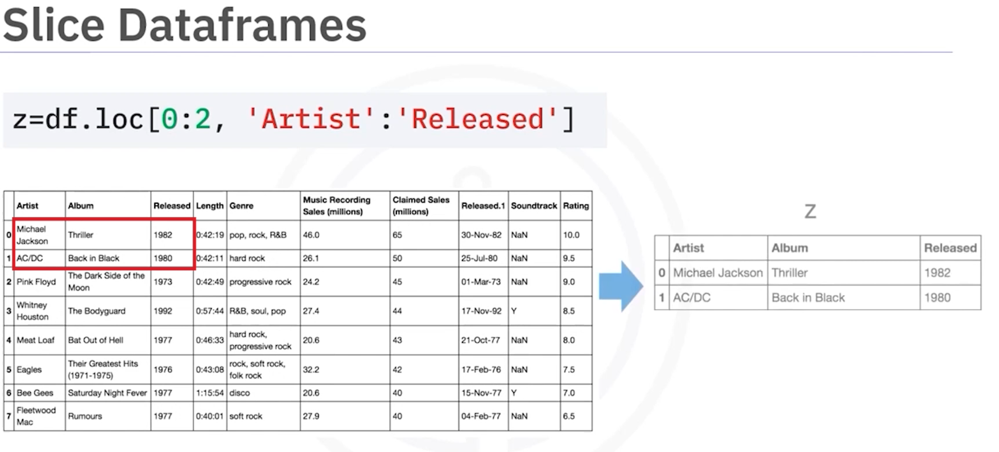 Slice Dataframes
z=df.loc[0:2, 'Artist':'Released']
Artist Album Released Length Genre Music Recording Sales (millions) Claimed Sales (millions) Released.1 Soundtrack Rating
0 Michael Jackson Thriller 1982 0:42:19 pop, rock, R&B 46.0 65 30-Nov-82 NaN 10.0
1 AC/DC Back in Black 1980 0:42:11 hard rock 26.1 50 25-Jul-80 NaN 9.5
2 Pink Floyd The Dark Side of the Moon 1973 0:42:49 progressive rock 24.2 45 01-Mar-73 NaN 9.0
3 Whitney Houston The Bodyguard 1992 0:57:44 R&B, soul, pop 27.4 44 17-Nov-92 Y 8.5
4 Meat Loaf Bat Out of Hell 1977 0:46:33 hard rock, progressive rock 20.6 43 21-Oct-77 NaN 8.0
5 Eagles Their Greatest Hits (1971-1975) 1976 0:43:08 rock, soft rock, folk rock 32.2 42 17-Feb-76 NaN 7.5
6 Bee Gees Saturday Night Fever 1977 1:15:54 disco 20.6 40 15-Nov-77 Y 7.0
7 Fleetwood Mac Rumours 1977 0:40:01 soft rock 27.9 40 04-Feb-77 NaN 6.5
z
Artist Album Released
0 Michael Jackson Thriller 1982
1 AC/DC Back in Black 1980